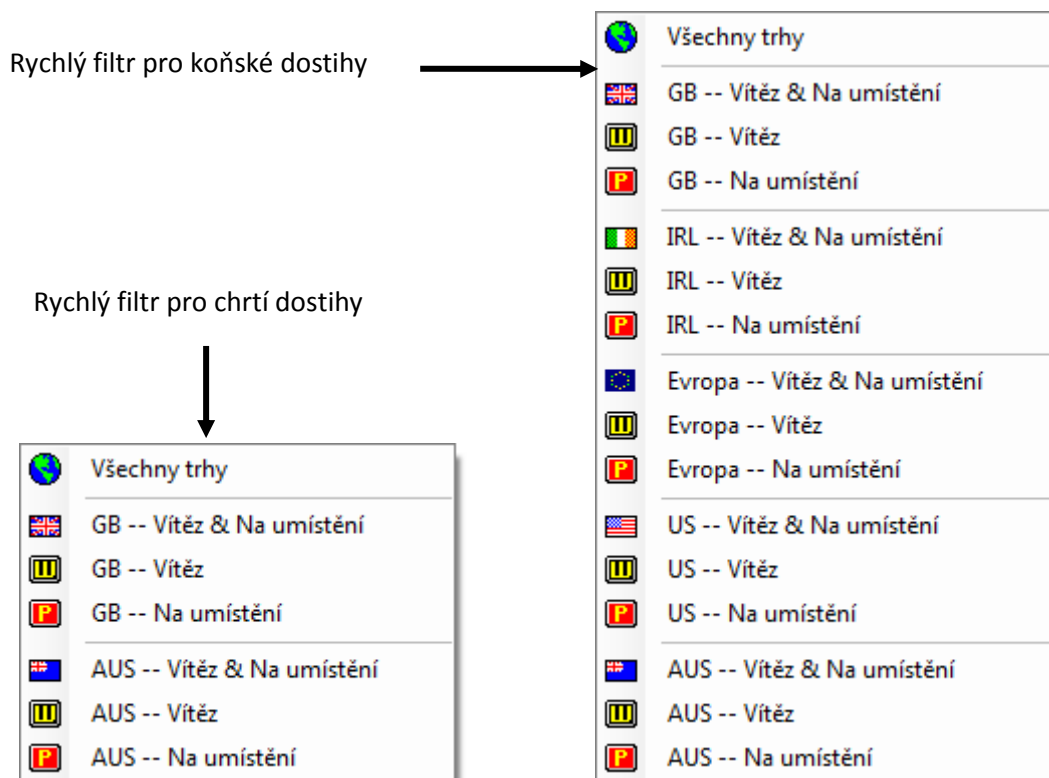 Rychlý filtr pro koňské dostihy
Všechny trhy
GB -- Vítěz & Na umístění
GB -- Vítěz
GB -- Na umístění
IRL -- Vítěz & Na umístění
IRL -- Vítěz
IRL -- Na umístění
Evropa -- Vítěz & Na umístění
Evropa -- Vítěz
Evropa -- Na umístění
US -- Vítěz & Na umístění
US -- Vítěz
US -- Na umístění
AUS -- Vítěz & Na umístění
AUS -- Vítěz
AUS -- Na umístění
Rychlý filtr pro chrtí dostihy
Všechny trhy
GB -- Vítěz & Na umístění
GB -- Vítěz
GB -- Na umístění
AUS -- Vítěz & Na umístění
AUS -- Vítěz
AUS -- Na umístění